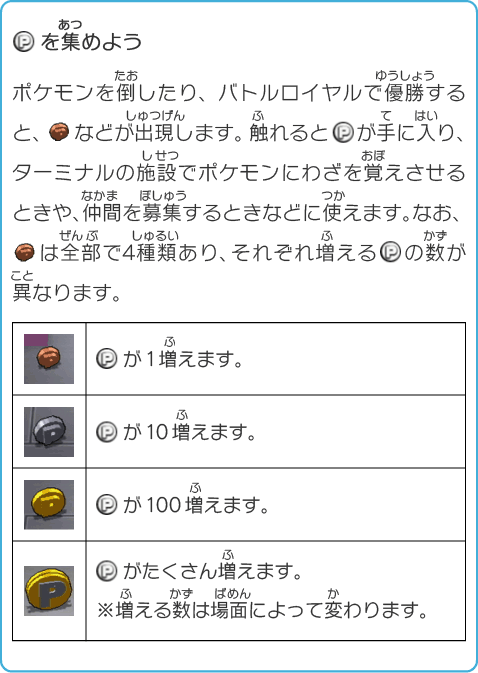 Ⓟを集めよう
ポケモンを倒したり、バトルロイヤルで優勝する
と、などが出現します。触れるとⓅが手に入り、
ターミナルの施設でポケモンにわざを覚えさせる
ときや、仲間を募集するときなどに使えます。なお、
は全部で4種類あり、それぞれ増えるⓅの数が
異なります。
Ⓟが1増えます。
Ⓟが10増えます。
Ⓟが100増えます。
Ⓟがたくさん増えます。
※増える数は場面によって変わります。